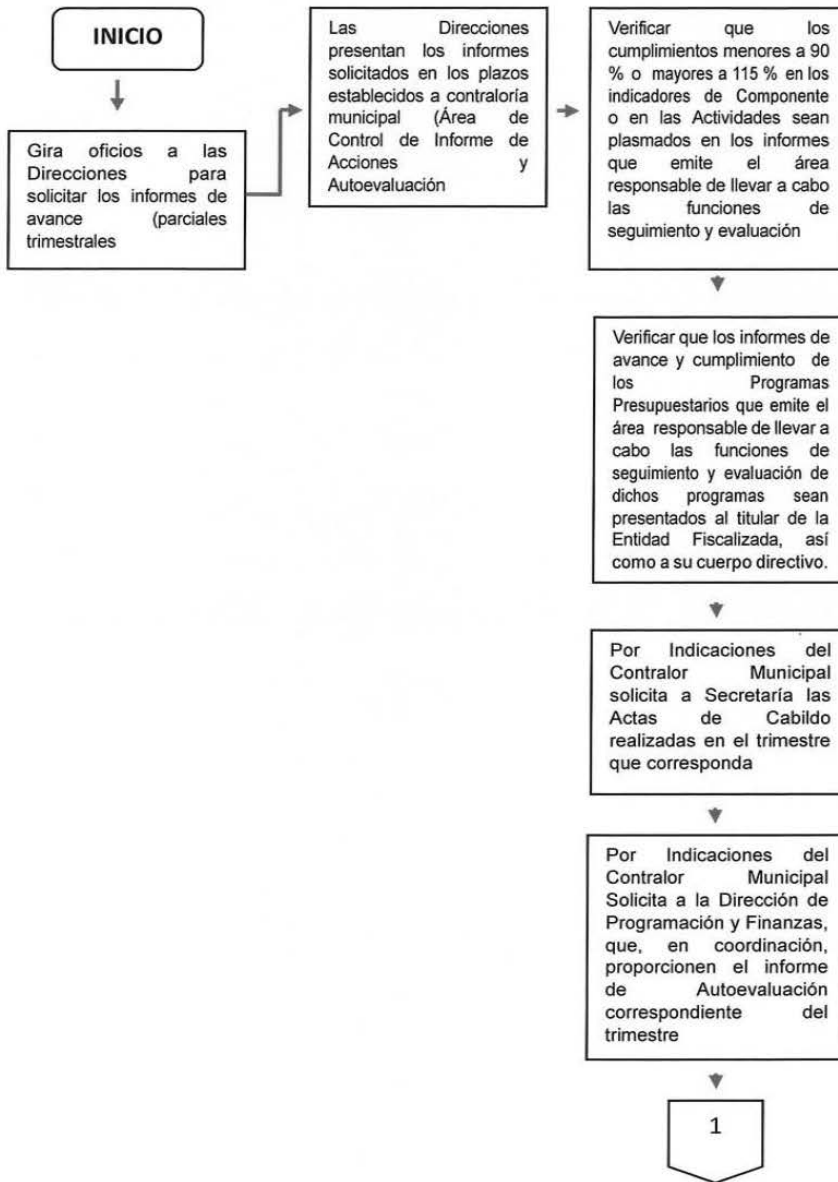 INICIO
Gira oficios a las
Direcciones para
solicitar los informes de
avance (parciales
trimestrales
Las Direcciones
presentan los informes
solicitados en los plazos
establecidos a contraloría
municipal (Área de
Control de Informe de
Acciones y
Autoevaluación
Verificar que los
cumplimientos menores a 90
% o mayores a 115 % en los
indicadores de Componente
o en las Actividades sean
plasmados en los informes
que emite el área
responsable de llevar a cabo
las funciones de
seguimiento y evaluación
Verificar que los informes de
avance y cumplimiento de
los Programas
Presupuestarios que emite el
área responsable de llevar a
cabo las funciones de
seguimiento y evaluación de
dichos programas sean
presentados al titular de la
Entidad Fiscalizada, así
como a su cuerpo directivo.
Por Indicaciones del
Contralor Municipal
solicita a Secretaría las
Actas de Cabildo
realizadas en el trimestre
que corresponda
Por Indicaciones del
Contralor Municipal
Solicita a la Dirección de
Programación y Finanzas,
que, en coordinación,
proporcionen el informe
de Autoevaluación
correspondiente del
trimestre
1